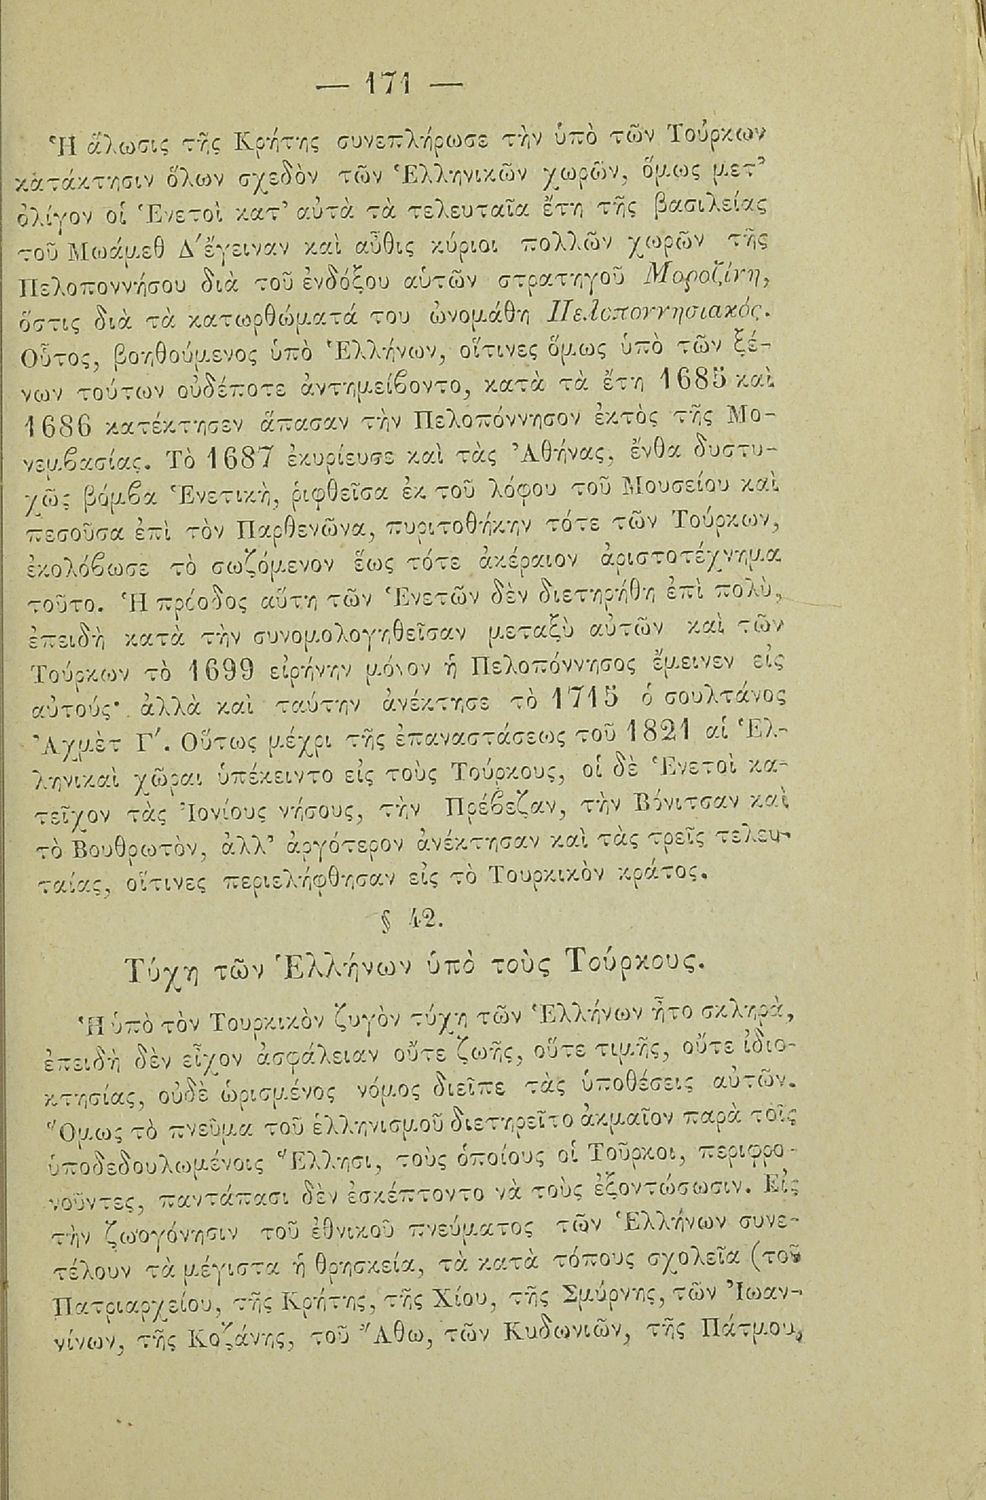 — 171 —
Ἡ ἅλωσις τῆς Κρήτης συνεπλήρωσε τὴν ὑπὸ τῶν Τούρκων
κατάκτησιν ὅλων σχεδὸν τῶν Ἑλληνικῶν χωρῶν, ὅμως μετ’
ὀλίγον οἱ Ἑνετοὶ κατ’ αὐτὰ τὰ τελευταῖα ἔτη τῆς βασιλείας
τοῦ Μωάμεθ Δ΄ ἔγειναν καὶ αὖθις κύριοι πολλῶν χωρῶν τῆς
Πελοποννήσου διὰ τοῦ ἐνδόξου αὑτῶν στρατηγοῦ Μοροζίνη,
ὅστις διὰ τὰ κατωρθώματά του ὠνομάθη Πελοποννησιακός.
Οὗτος, βοηθούμενος ὑπὸ Ἑλλήνων, οἵτινες ὅμως ὑπὸ τῶν ξέ-
νων τούτων οὐδέποτε ἀντημείβοντο, κατὰ τὰ ἔτη 1685 καὶ
1686 κατέκτησεν ἅπασαν τὴν Πελοπόννησον ἐκτὸς τῆς Μο-
νεμβασίας. Τὸ 1687 ἐκυρίευσε καὶ τὰς Ἀθήνας, ἔνθα δυστυ-
χῶς βόμβα Ἑνετικὴ, ῥιφθεῖσα ἐκ τοῦ λόφου τοῦ Μουσείου καὶ
πεσοῦσα ἐπὶ τὸν Παρθενῶνα, πυριτοθήκην τότε τῶν Τούρκων,
ἐκολόβωσε τὸ σωζόμενον ἕως τότε ἀκέραιον ἀριστοτέχνημα
τοῦτο. Ἡ πρόοδος αὕτη τῶν Ἑνετῶν δὲν διετηρήθη ἐπὶ πολὺ,
ἐπειδὴ κατὰ τὴν συνομολογηθεῖσαν μεταξὺ αὐτῶν καὶ τῶν
Τούρκων τὸ 1699 εἰρήνην μόνον ἡ Πελοπόννησος ἔμεινεν εἰς
αὐτούς· ἀλλὰ καὶ ταύτην ἀνέκτησε τὸ 1715 ὁ σουλτάνος
Ἀχμὲτ Γ΄. Οὕτως μέχρι τῆς ἐπαναστάσεως τοῦ 1821 αἱ Ἑλ-
ληνικαὶ χῶραι ὑπέκειντο εἰς τοὺς Τούρκους, οἱ δὲ Ἑνετοὶ κα-
τεῖχον τὰς Ἰονίους νήσους, τὴν Πρέβεζαν, τὴν Βόνιτσαν καὶ
τὸ Βουθρωτὸν, ἀλλ’ ἀργότερον ἀνέκτησαν καὶ τὰς τρεῖς τελευ-
ταίας, οἵτινες περιελήφθησαν εἰς τὸ Τουρκικὸν κράτος.
§ 42.
Τύχη τῶν Ἑλλήνων ὑπὸ τοὺς Τούρκους.
Ἡ ὑπὸ τὸν Τουρκικὸν ζυγὸν τύχη τῶν Ἑλλήνων ἦτο σκληρὰ,
ἐπειδὴ δὲν εἶχον ἀσφάλειαν οὔτε ζωῆς, οὔτε τιμῆς, οὔτε ἰδιο-
κτησίας, οὐδὲ ὡρισμένος νόμος διεῖπε τὰς ὑποθέσεις αὐτῶν.
Ὅμως τὸ πνεῦμα τοῦ ἑλληνισμοῦ διετηρεῖτο ἀκμαῖον παρὰ τοῖς
ὑποδεδουλωμένοις Ἕλλησι, τοὺς ὁποίους οἱ Τοῦρκοι, περιφρο-
νοῦντες, παντάπασι δὲν ἐσκέπτοντο νὰ τοὺς ἐξοντώσωσιν. Εἰς
τὴν ζωογόνησιν τοῦ ἐθνικοῦ πνεύματος τῶν Ἑλλήνων συνε-
τέλουν τὰ μέγιστα ἡ θρησκεία, τὰ κατὰ τόπους σχολεῖα (τοῦ
Πατριαρχείου, τῆς Κρήτης, τῆς Χίου, τῆς Σμύρνης, τῶν Ἰωαν-
νίνων, τῆς Κοζάνης, τοῦ Ἄθω, τῶν Κυδωνιῶν, τῆς Πάτμου,